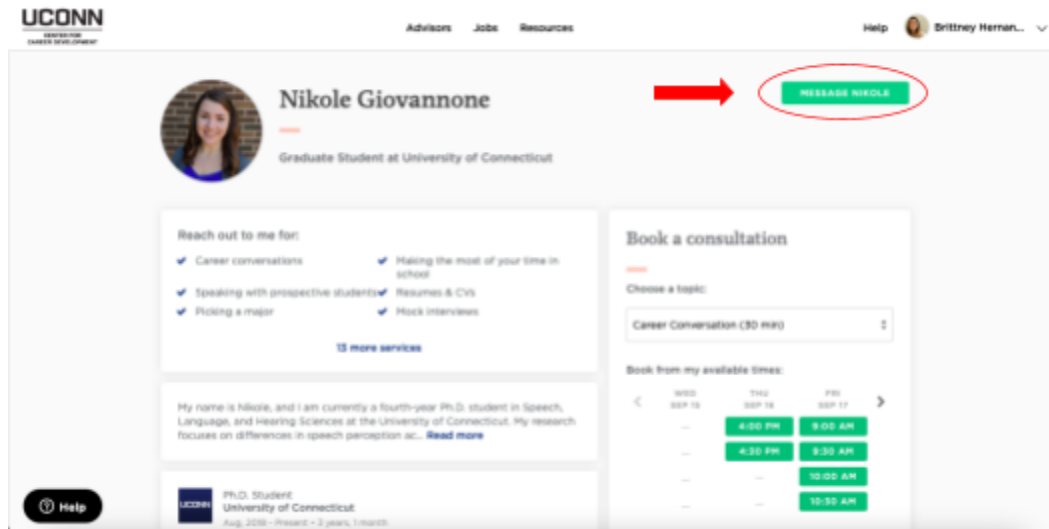 UCONN
CENTER FOR
CAREER DEVELOPMENT
Advisors Jobs Resources
Help Brittney Hernan...
Nikole Giovannone
MESSAGE NIKOLE
Graduate Student at University of Connecticut
Reach out to me for:
Career conversations
Making the most of your time in
school
Speaking with prospective students
Resumes & CVs
Picking a major
Mock interviews
13 more services
My name is Nikole, and I am currently a fourth-year Ph.D. student in Speech,
Language, and Hearing Sciences at the University of Connecticut. My research
focuses on differences in speech perception ac... Read more
UCONN
Ph.D. Student
University of Connecticut
Aug, 2018 - Present • 3 years, 1 month
Book a consultation
Choose a topic:
Career Conversation (30 min)
Book from my available times:
WED THU FRI
SEP 15 SEP 16 SEP 17
... 4:00 PM 9:00 AM
... 4:30 PM 9:30 AM
... ... 10:00 AM
... ... 10:30 AM
Help